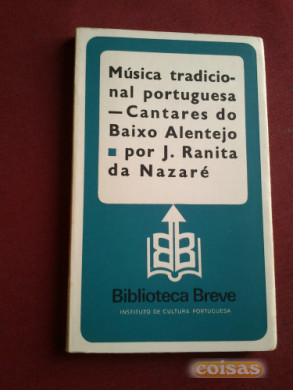 Música tradicio-
nal portuguesa
—Cantares do
Baixo Alentejo
■ por J. Ranita
da Nazaré
BB
Biblioteca Breve
INSTITUTO DE CULTURA PORTUGUESA
coisas